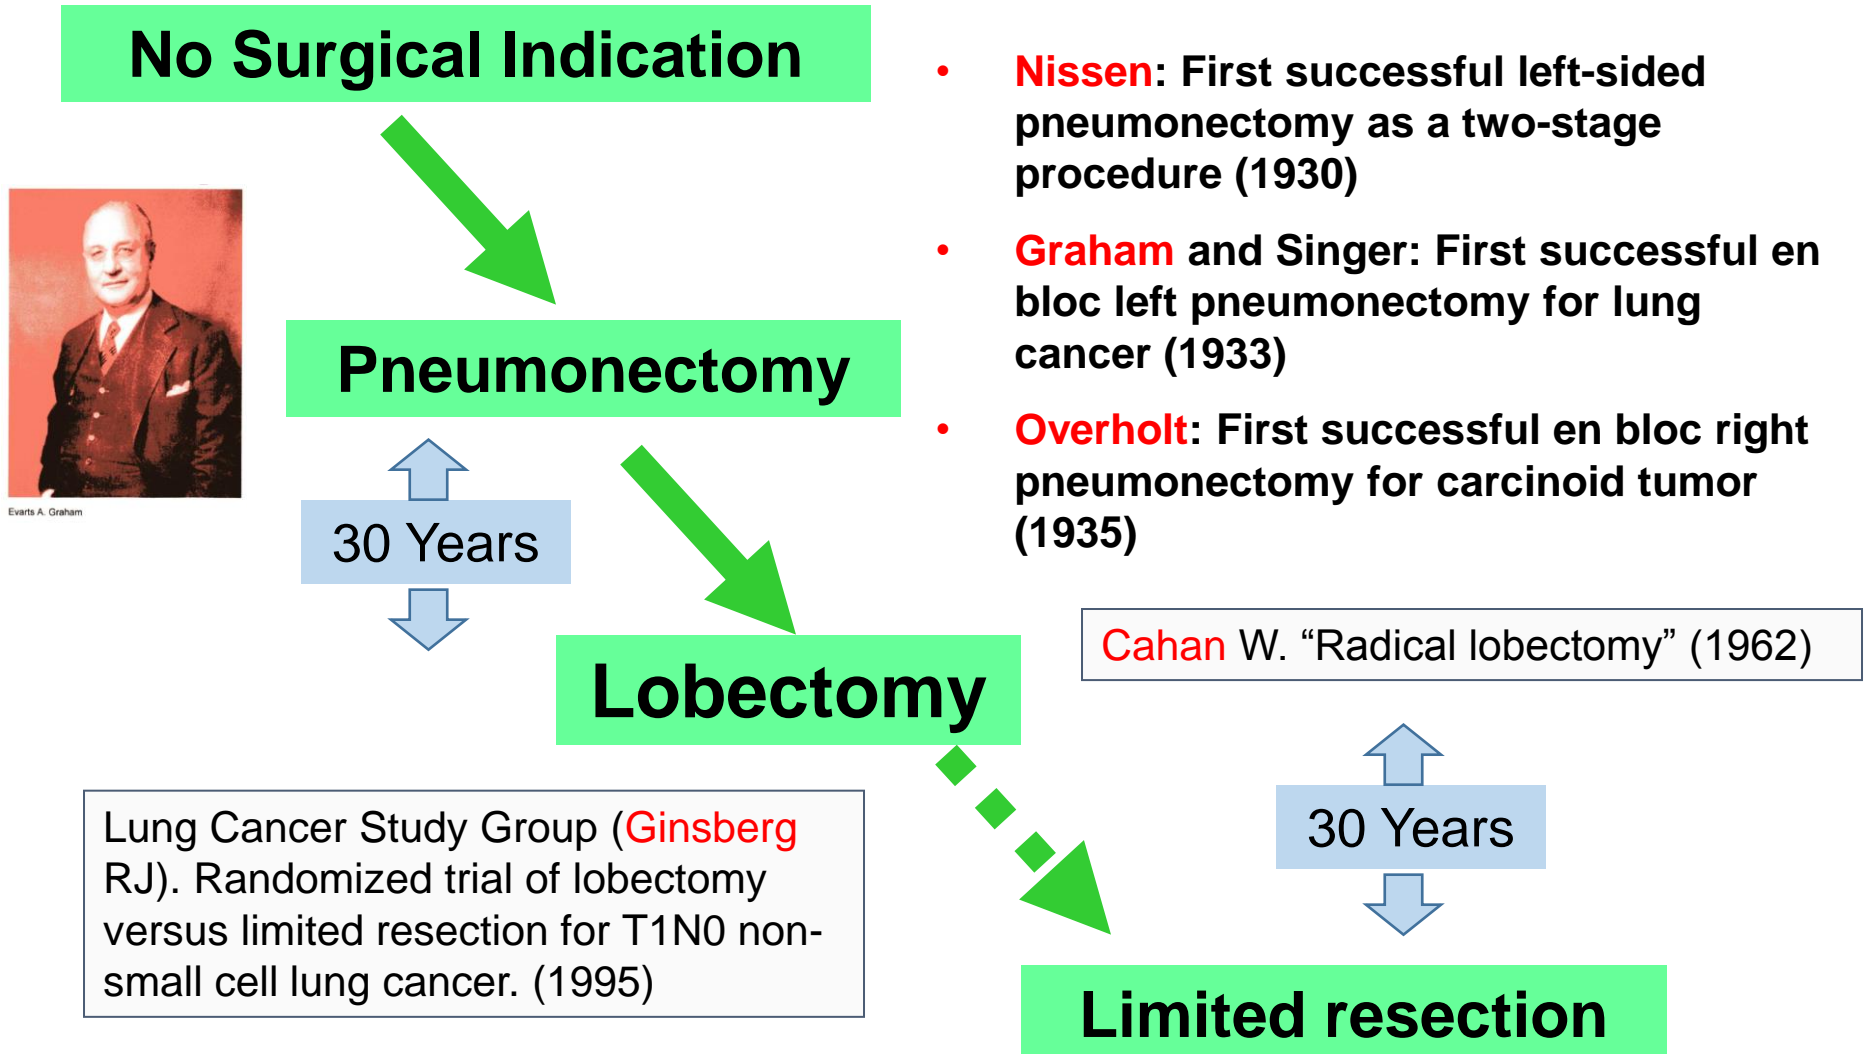 No Surgical Indication
• Nissen: First successful left-sided
pneumonectomy as a two-stage
procedure (1930)
• Graham and Singer: First successful en
bloc left pneumonectomy for lung
cancer (1933)
• Overholt: First successful en bloc right
pneumonectomy for carcinoid tumor
(1935)
Evarts A. Graham
Pneumonectomy
30 Years
Cahan W. “Radical lobectomy” (1962)
Lobectomy
30 Years
Lung Cancer Study Group (Ginsberg
RJ). Randomized trial of lobectomy
versus limited resection for T1N0 non-
small cell lung cancer. (1995)
Limited resection